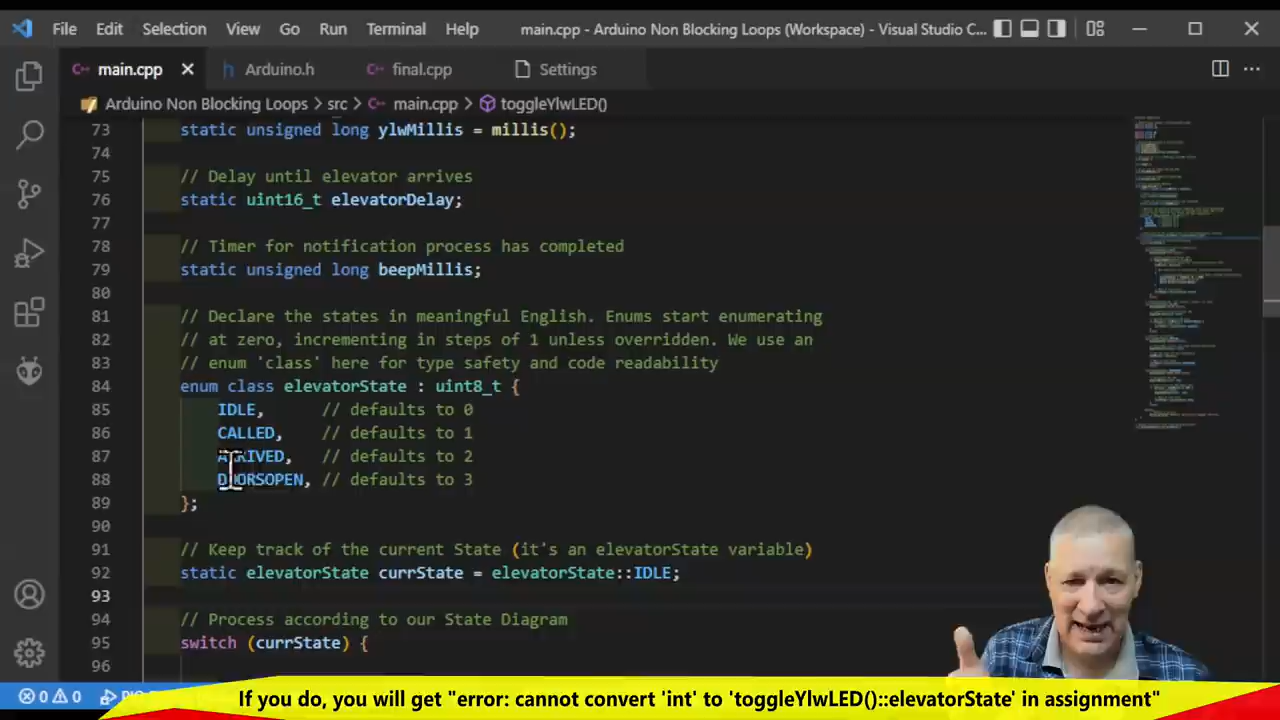 File Edit Selection View Go Run Terminal Help main.cpp - Arduino Non Blocking Loops (Workspace) - Visual Studio C...
main.cpp Arduino.h final.cpp Settings
Arduino Non Blocking Loops > src > main.cpp > toggleYlwLED()
73 static unsigned long ylwMillis = millis();
74
75 // Delay until elevator arrives
76 static uint16_t elevatorDelay;
77
78 // Timer for notification process has completed
79 static unsigned long beepMillis;
80
81 // Declare the states in meaningful English. Enums start enumerating
82 // at zero, incrementing in steps of 1 unless overridden. We use an
83 // enum 'class' here for type safety and code readability
84 enum class elevatorState : uint8_t {
85 IDLE, // defaults to 0
86 CALLED, // defaults to 1
87 ARRIVED, // defaults to 2
88 DOORSOPEN, // defaults to 3
89 };
90
91 // Keep track of the current State (it's an elevatorState variable)
92 static elevatorState currState = elevatorState::IDLE;
93
94 // Process according to our State Diagram
95 switch (currState) {
96
0 0
If you do, you will get "error: cannot convert 'int' to 'toggleYlwLED()::elevatorState' in assignment"